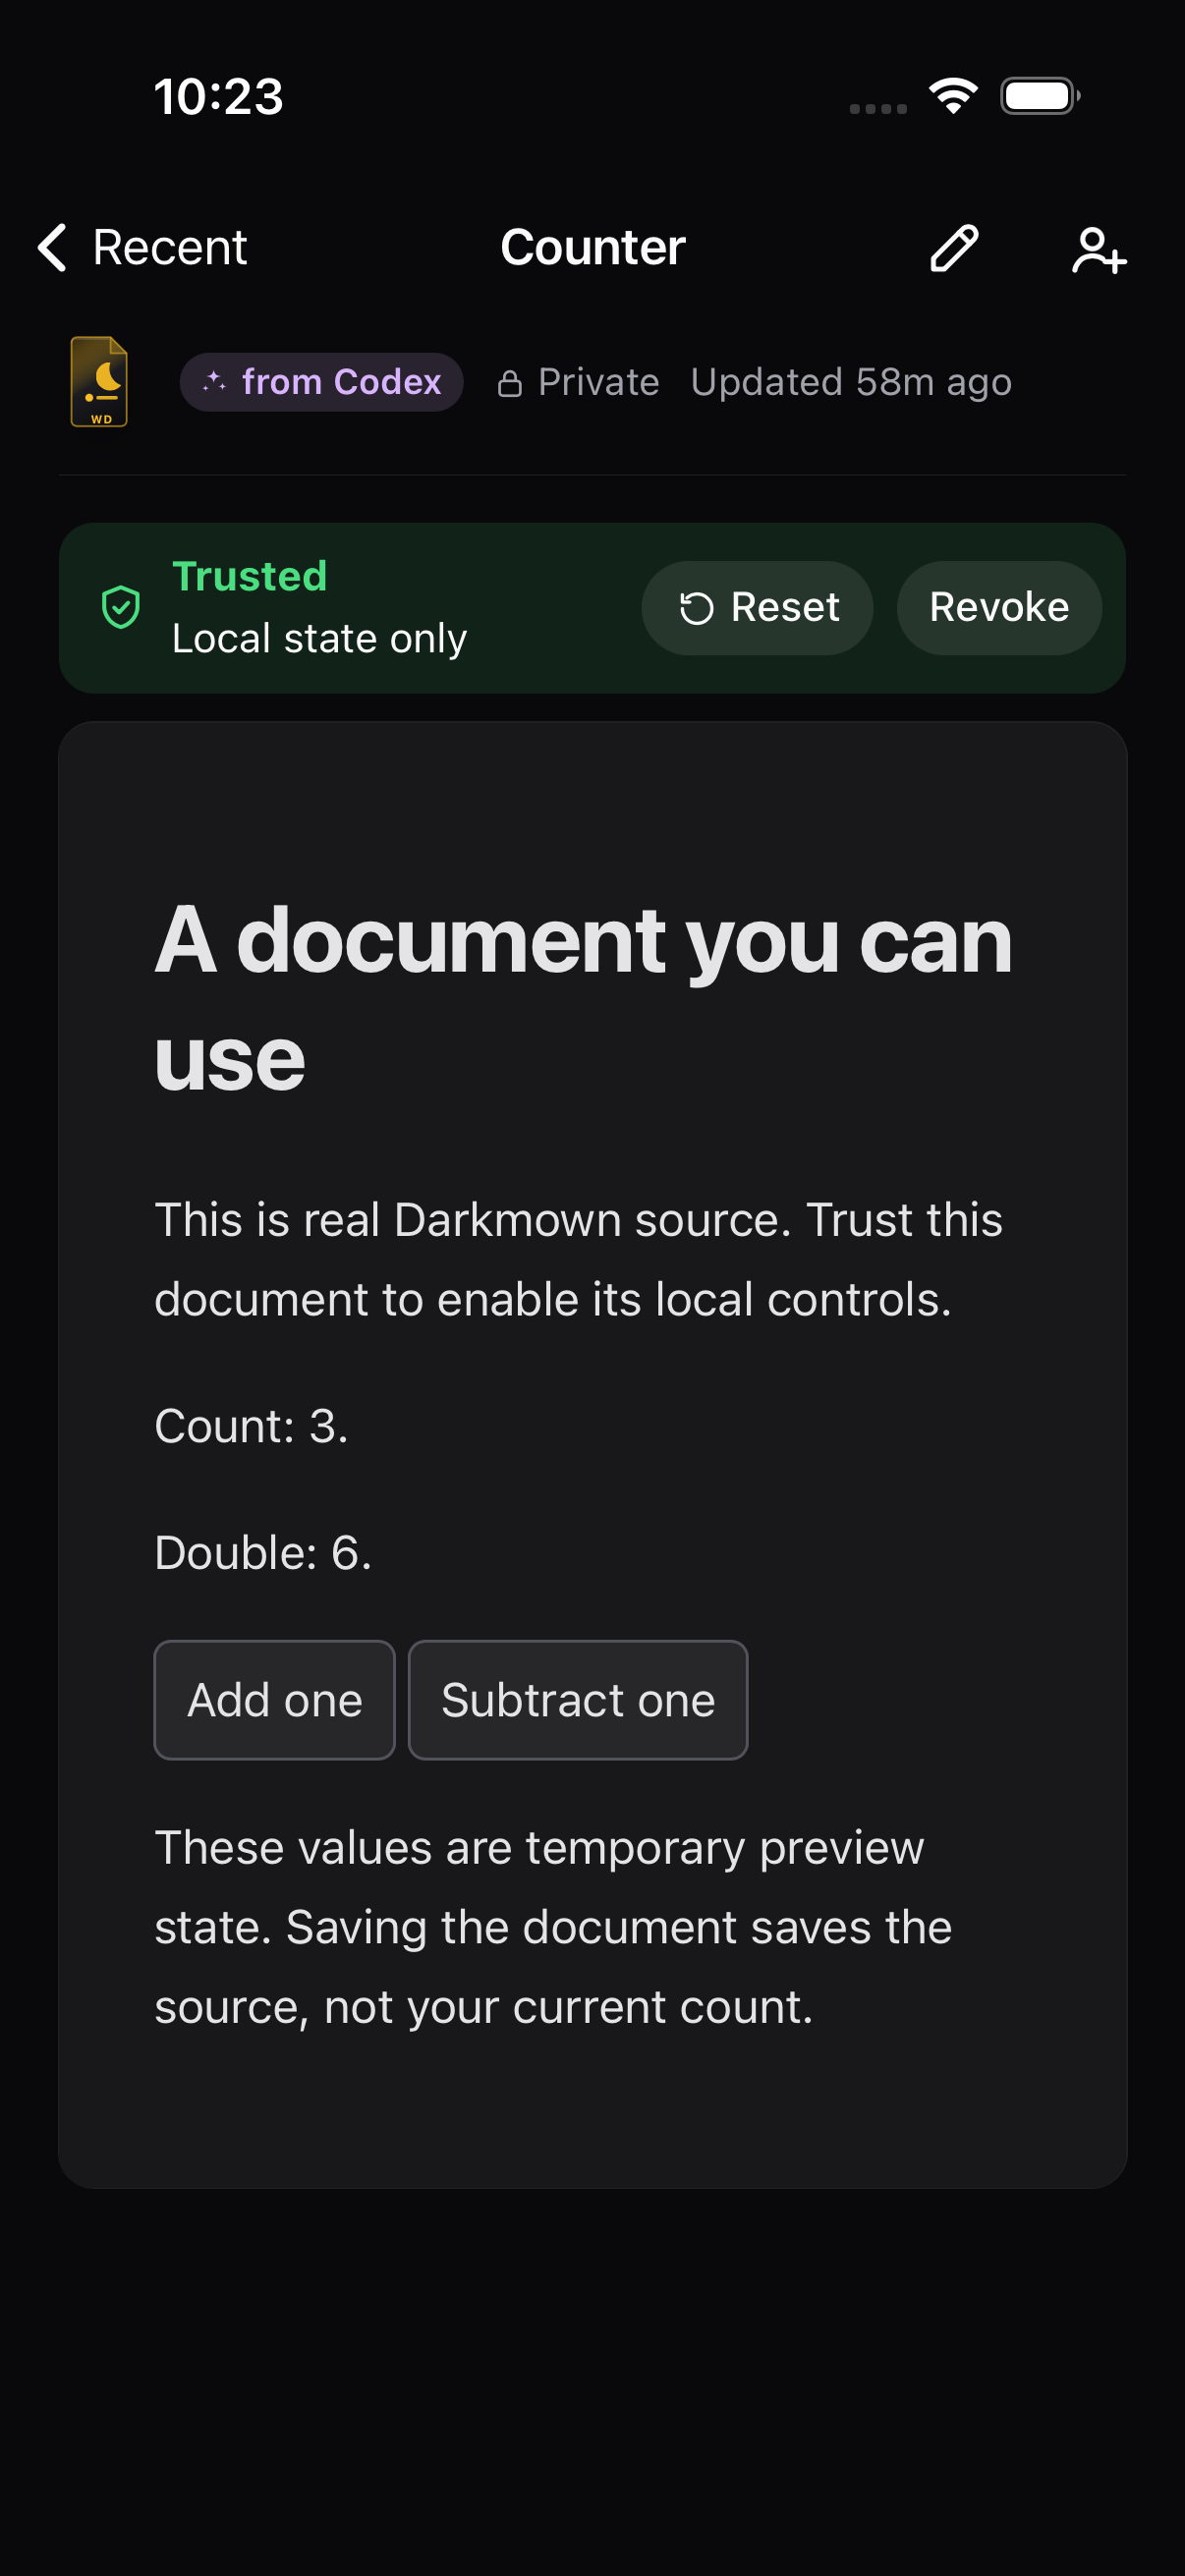 10:23
Recent
Counter
WD
from Codex
Private
Updated 58m ago
Trusted
Local state only
Reset
Revoke
A document you can
use
This is real Darkmown source. Trust this
document to enable its local controls.
Count: 3.
Double: 6.
Add one
Subtract one
These values are temporary preview
state. Saving the document saves the
source, not your current count.